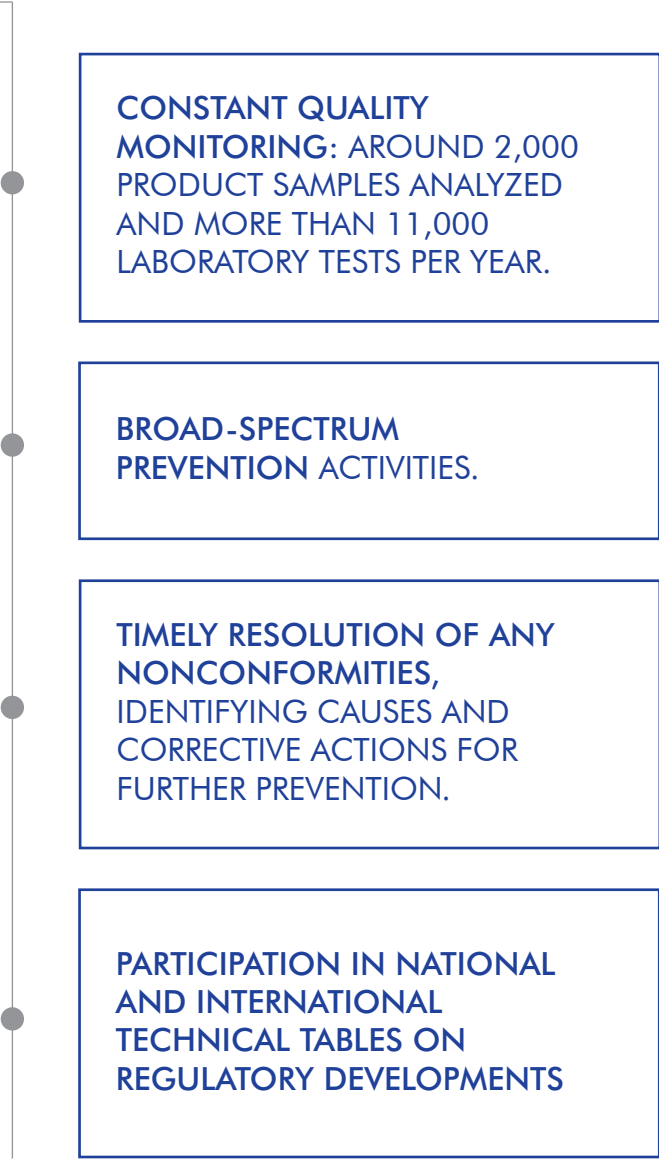 CONSTANT QUALITY
MONITORING: AROUND 2,000
PRODUCT SAMPLES ANALYZED
AND MORE THAN 11,000
LABORATORY TESTS PER YEAR.
BROAD-SPECTRUM
PREVENTION ACTIVITIES.
TIMELY RESOLUTION OF ANY
NONCONFORMITIES,
IDENTIFYING CAUSES AND
CORRECTIVE ACTIONS FOR
FURTHER PREVENTION.
PARTICIPATION IN NATIONAL
AND INTERNATIONAL
TECHNICAL TABLES ON
REGULATORY DEVELOPMENTS